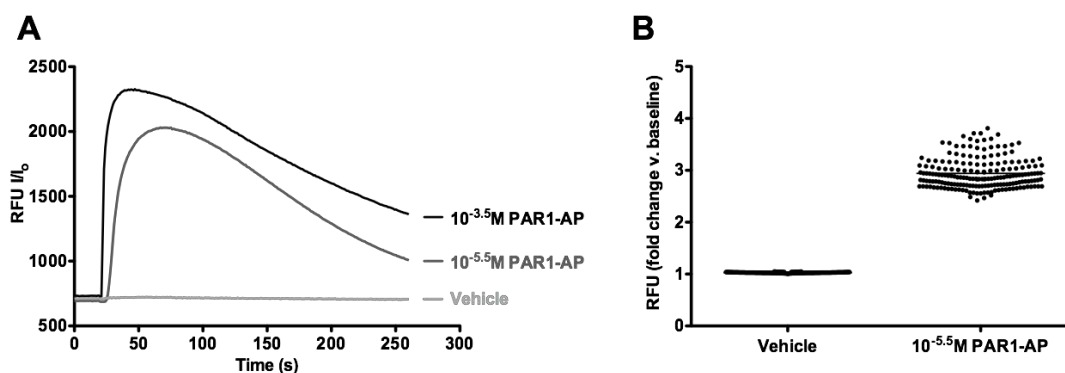 A
2500
2000
1500
1000
500
RFU I/I₀
0
50
100
150
200
250
300
Time (s)
10⁻³·⁵M PAR1-AP
10⁻⁵·⁵M PAR1-AP
Vehicle
B
5
4
3
2
1
0
RFU (fold change v. baseline)
Vehicle
10⁻⁵·⁵M PAR1-AP